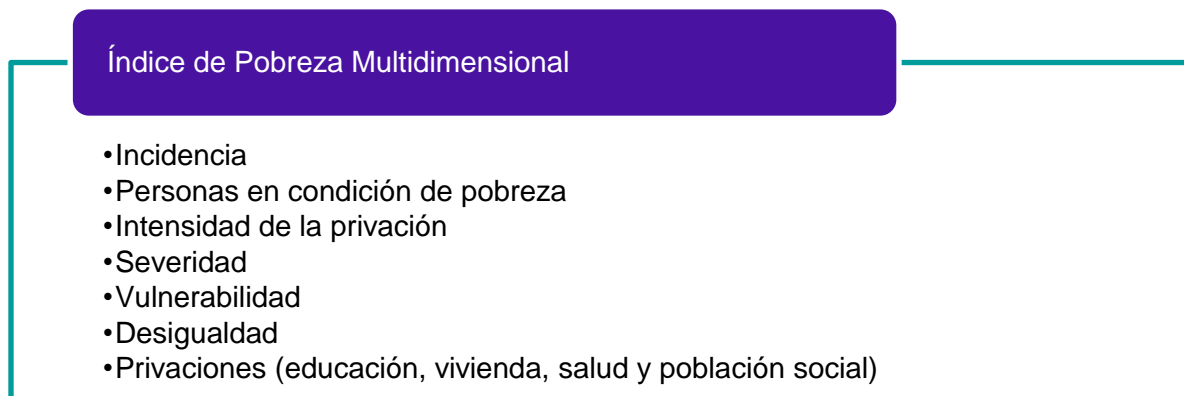 Índice de Pobreza Multidimensional
•Incidencia
•Personas en condición de pobreza
•Intensidad de la privación
•Severidad
•Vulnerabilidad
•Desigualdad
•Privaciones (educación, vivienda, salud y población social)